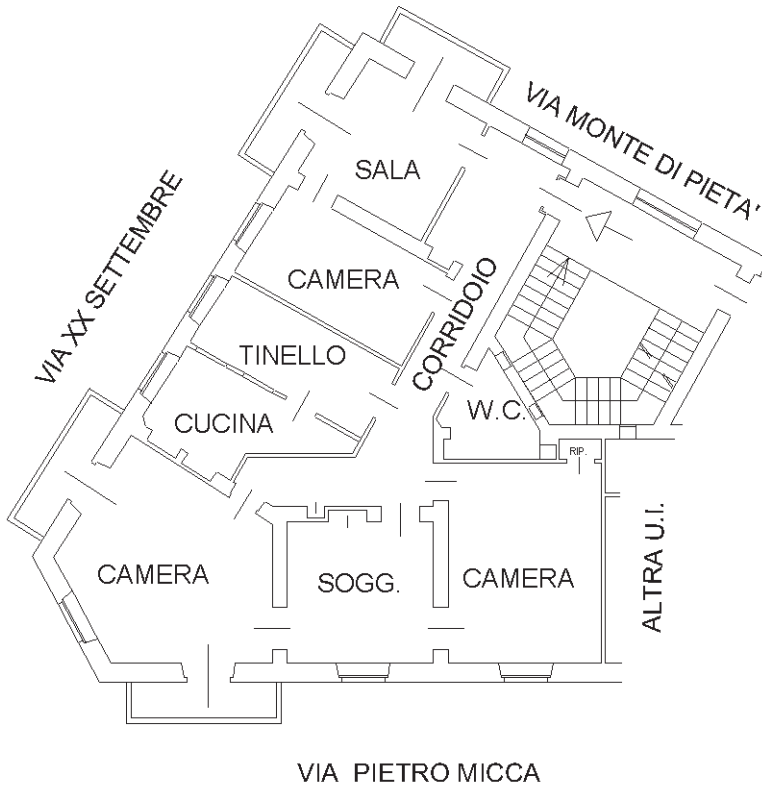 VIA MONTE DI PIETA'
SALA
VIA XX SETTEMBRE
CAMERA
CORRIDOIO
TINELLO
CUCINA
W.C.
RIP.
CAMERA
SOGG.
CAMERA
ALTRA U.I.
VIA PIETRO MICCA